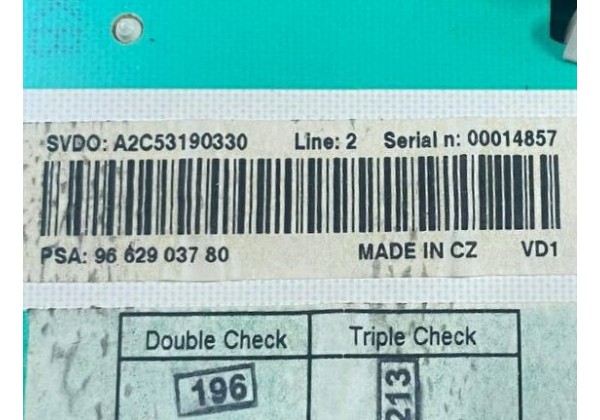 SVDO: A2C53190330 Line: 2 Serial n: 00014857
PSA: 96 629 037 80 MADE IN CZ VD1
Double Check Triple Check
196 213